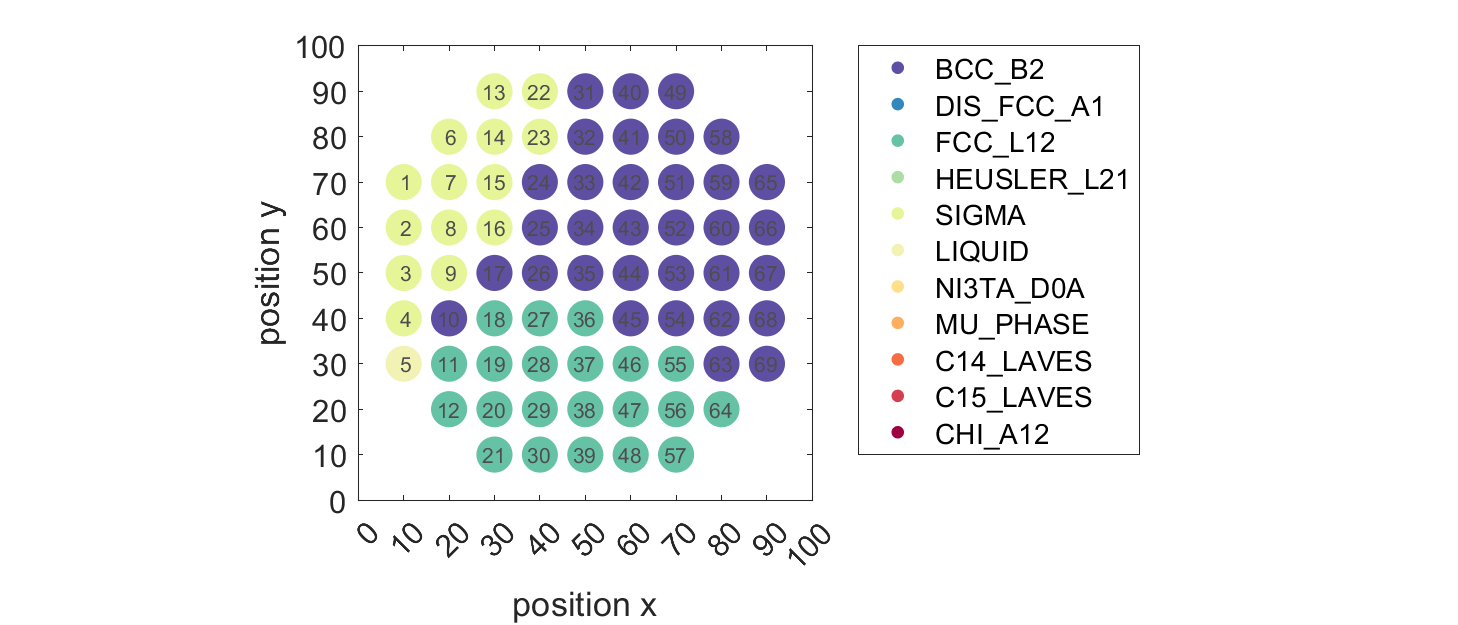 100
90
80
70
60
50
40
30
20
10
0
position y
13 22 31 40 49
6 14 23 32 41 50 58
1 7 15 24 33 42 51 59 65
2 8 16 25 34 43 52 60 66
3 9 17 26 35 44 53 61 67
4 10 18 27 36 45 54 62 68
5 11 19 28 37 46 55 63 69
12 20 29 38 47 56 64
21 30 39 48 57
0 10 20 30 40 50 60 70 80 90 100
position x
BCC_B2
DIS_FCC_A1
FCC_L12
HEUSLER_L21
SIGMA
LIQUID
NI3TA_D0A
MU_PHASE
C14_LAVES
C15_LAVES
CHI_A12